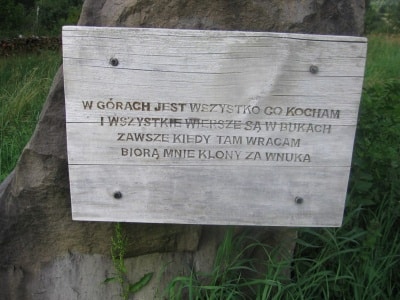 W GÓRACH JEST WSZYSTKO CO KOCHAM
I WSZYSTKIE WIERSZE SĄ W BUKACH
ZAWSZE KIEDY TAM WRACAM
BIORĄ MNIE KLONY ZA WNUKA